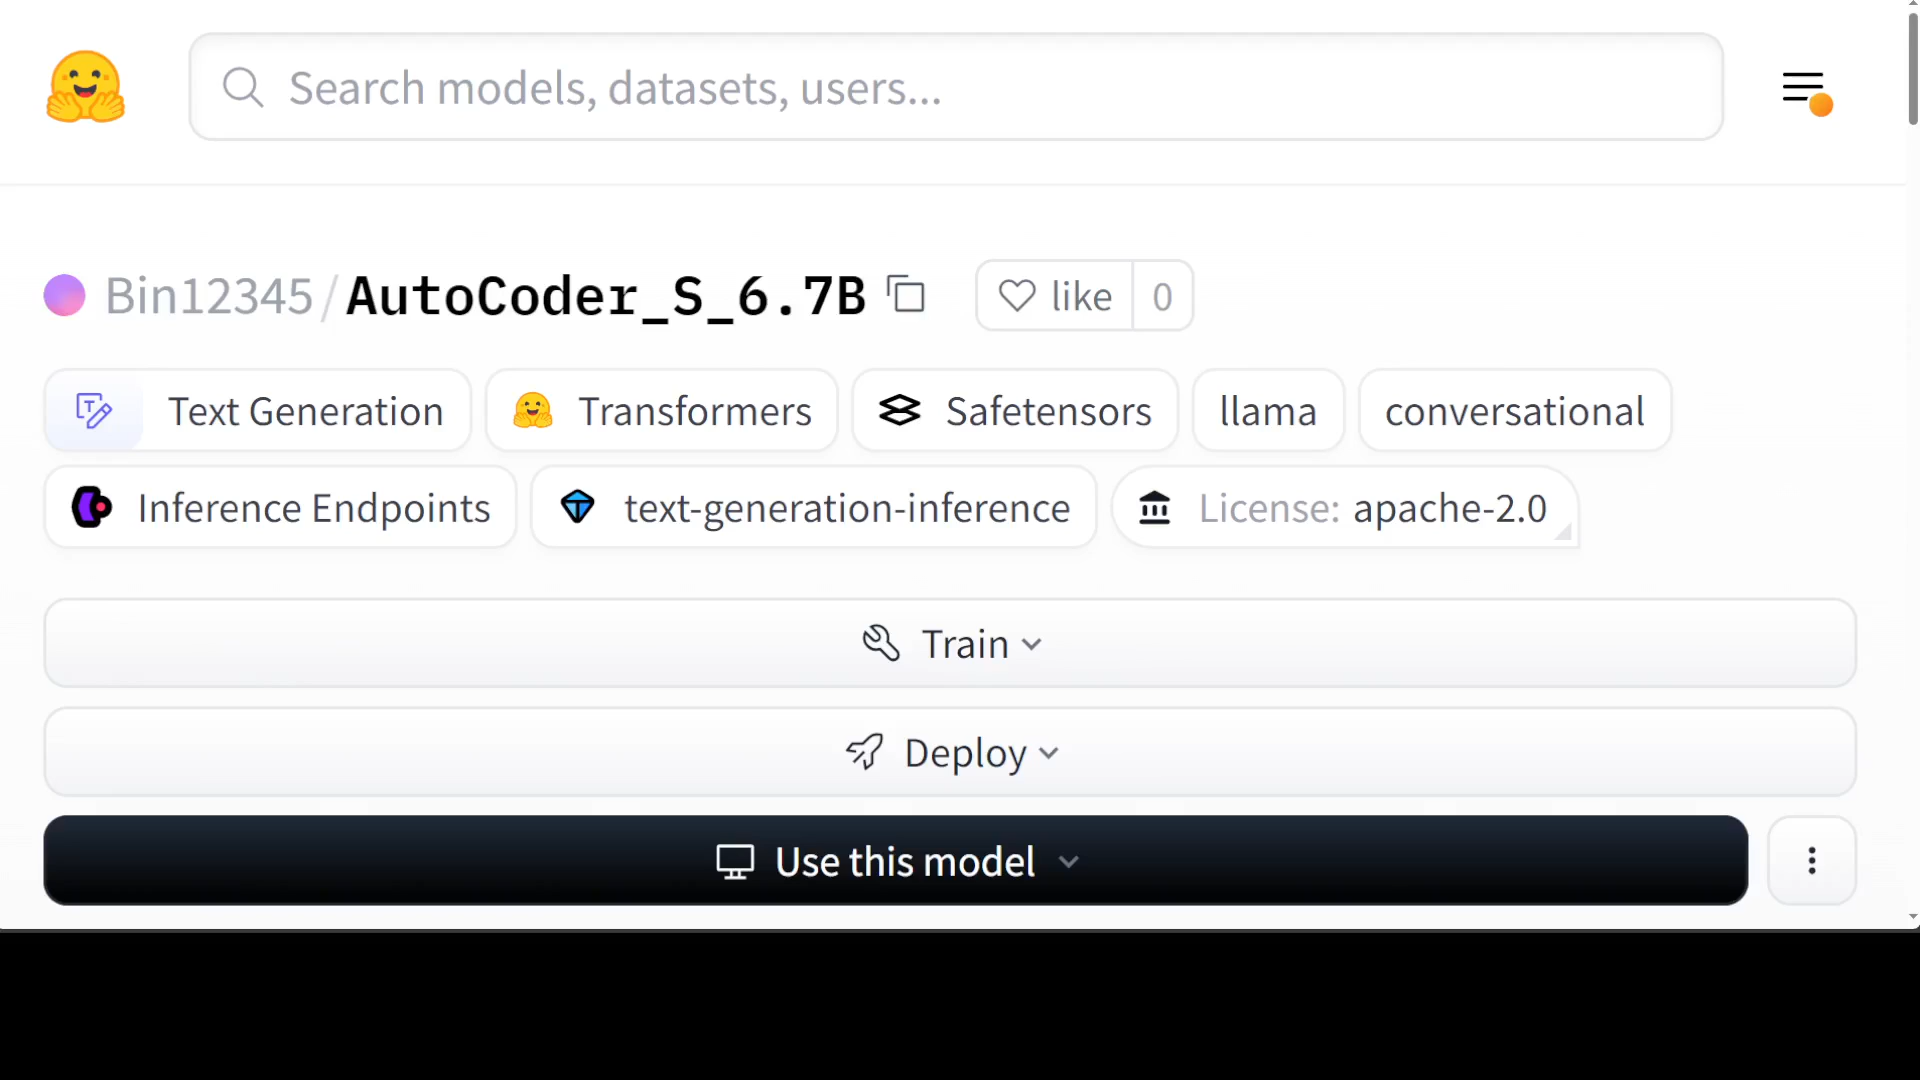 Search models, datasets, users...
Bin12345/AutoCoder_S_6.7B like 0
Text Generation Transformers Safetensors llama conversational
Inference Endpoints text-generation-inference License: apache-2.0
Train
Deploy
Use this model